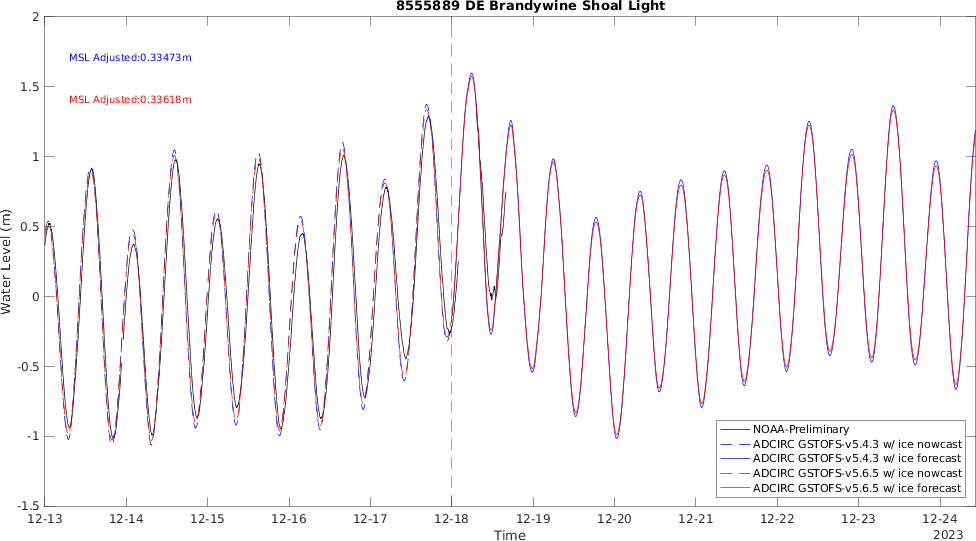 8555889 DE Brandywine Shoal Light
2
1.5
1
0.5
0
-0.5
-1
-1.5
Water Level (m)
MSL Adjusted:0.33473m
MSL Adjusted:0.33618m
NOAA-Preliminary
ADCIRC GSTOFS-v5.4.3 w/ ice nowcast
ADCIRC GSTOFS-v5.4.3 w/ ice forecast
ADCIRC GSTOFS-v5.6.5 w/ ice nowcast
ADCIRC GSTOFS-v5.6.5 w/ ice forecast
12-13 12-14 12-15 12-16 12-17 12-18 12-19 12-20 12-21 12-22 12-23 12-24
Time
2023